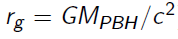 r_g = GM_{PBH}/c^2